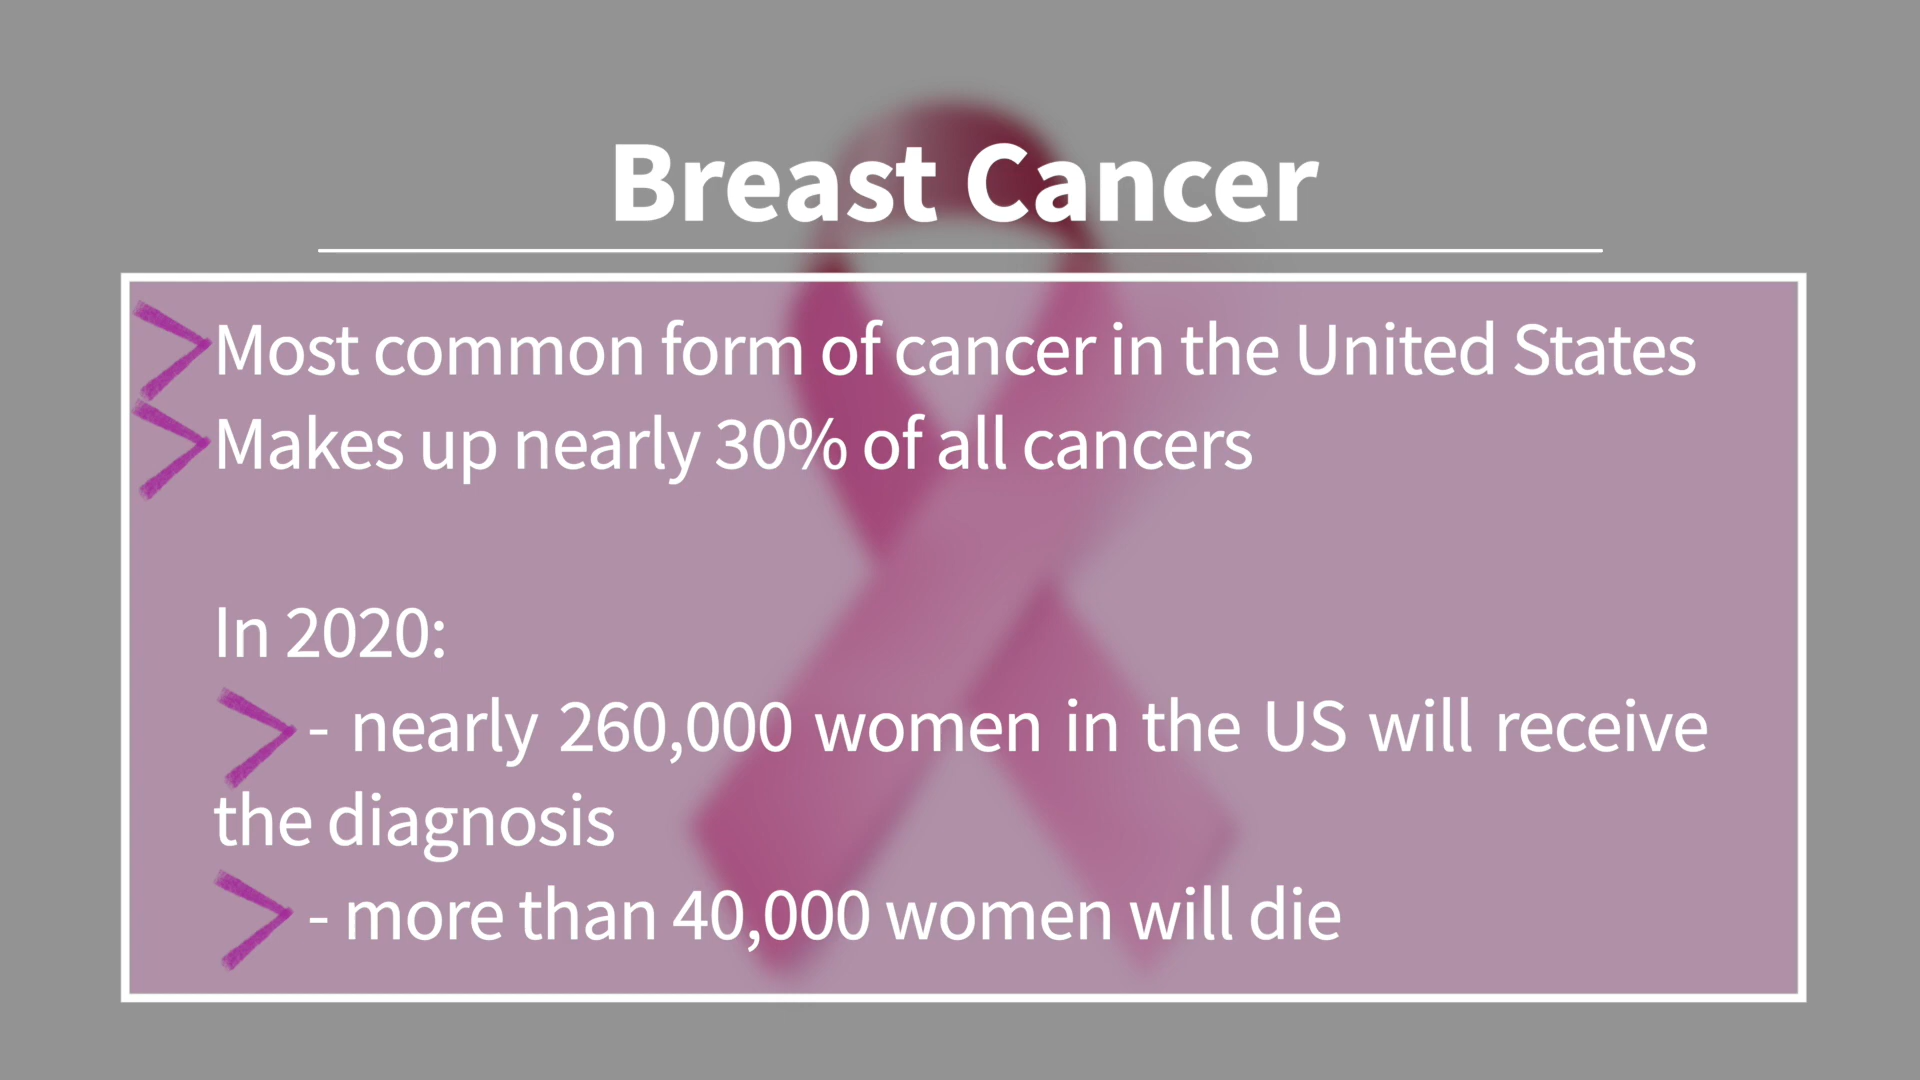 Breast Cancer
Most common form of cancer in the United States
Makes up nearly 30% of all cancers
In 2020:
- nearly 260,000 women in the US will receive
the diagnosis
- more than 40,000 women will die